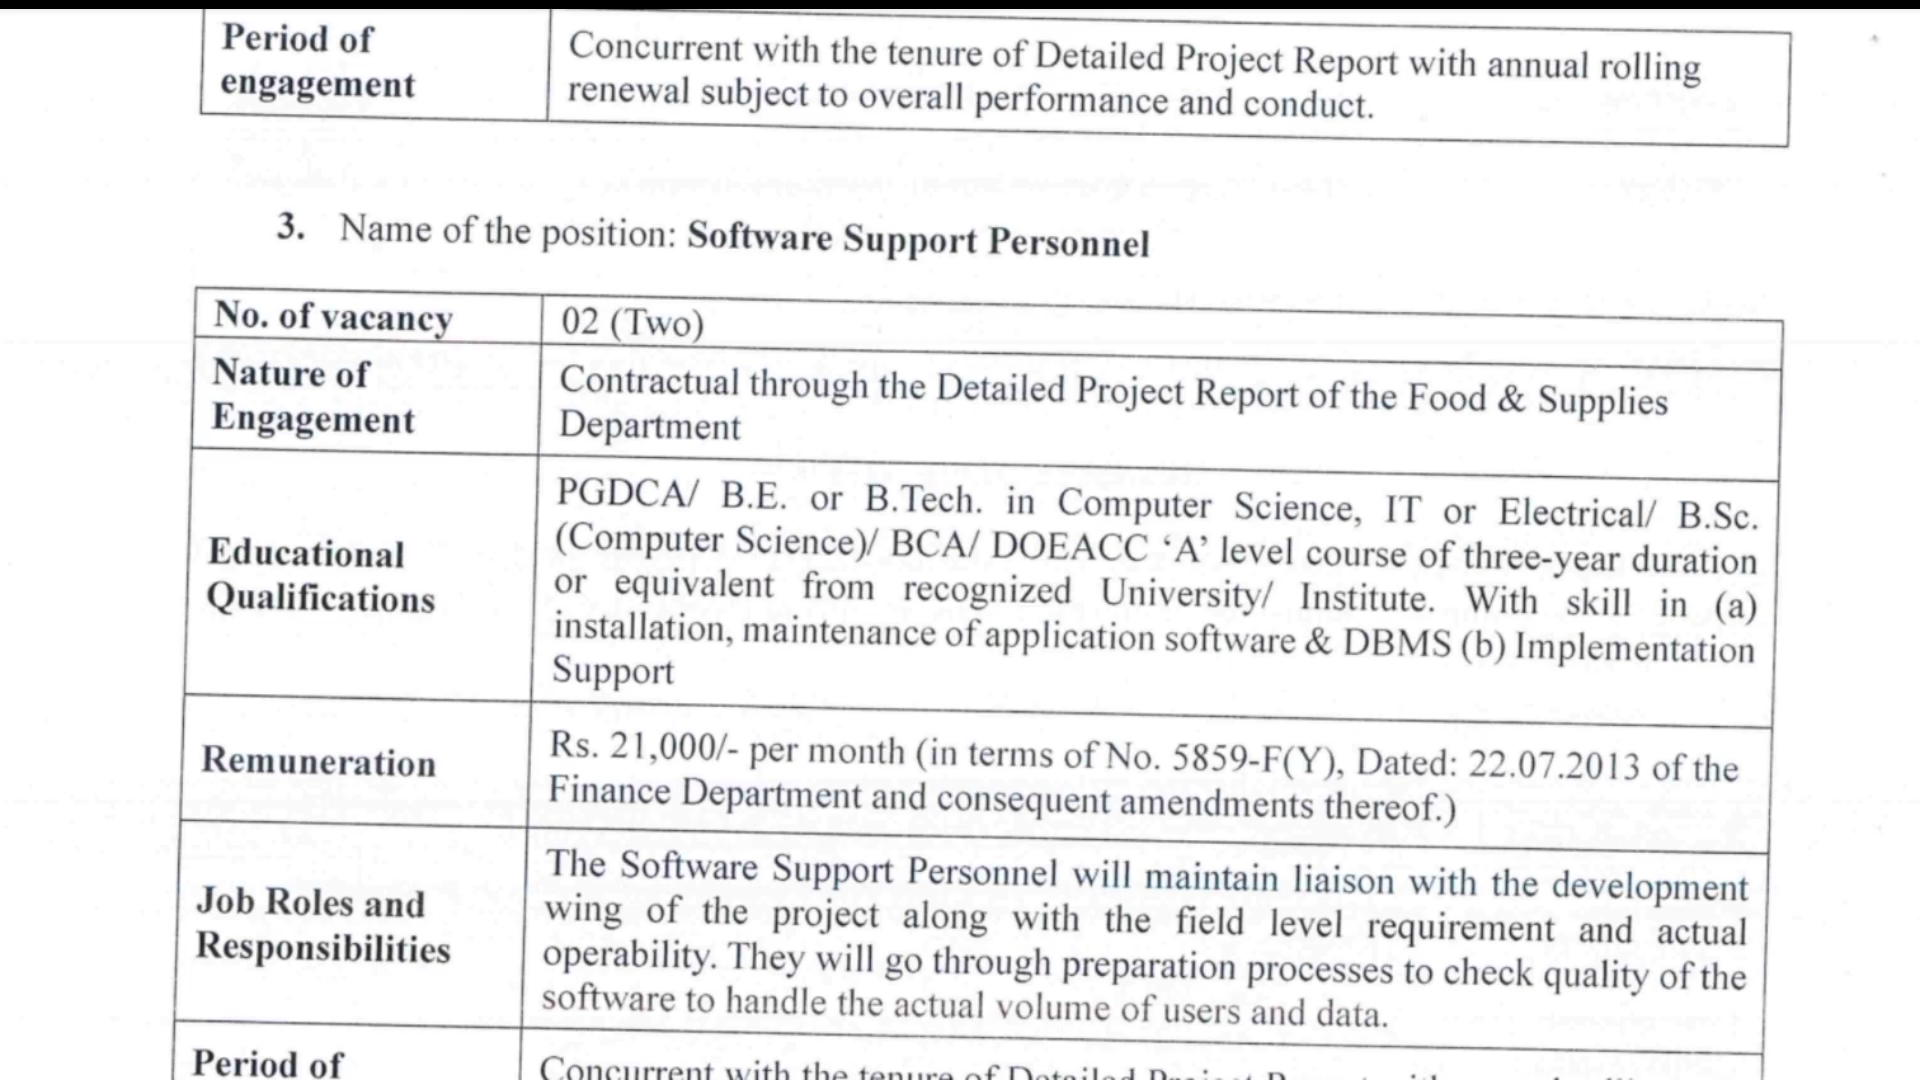 Period of
engagement
Concurrent with the tenure of Detailed Project Report with annual rolling
renewal subject to overall performance and conduct.
3. Name of the position: Software Support Personnel
No. of vacancy
02 (Two)
Nature of
Engagement
Contractual through the Detailed Project Report of the Food & Supplies
Department
Educational
Qualifications
PGDCA/ B.E. or B.Tech. in Computer Science, IT or Electrical/ B.Sc.
(Computer Science)/ BCA/ DOEACC ‘A’ level course of three-year duration
or equivalent from recognized University/ Institute. With skill in (a)
installation, maintenance of application software & DBMS (b) Implementation
Support
Remuneration
Rs. 21,000/- per month (in terms of No. 5859-F(Y), Dated: 22.07.2013 of the
Finance Department and consequent amendments thereof.)
Job Roles and
Responsibilities
The Software Support Personnel will maintain liaison with the development
wing of the project along with the field level requirement and actual
operability. They will go through preparation processes to check quality of the
software to handle the actual volume of users and data.
Period of
Concurrent with the tenure of Detailed Project Report with